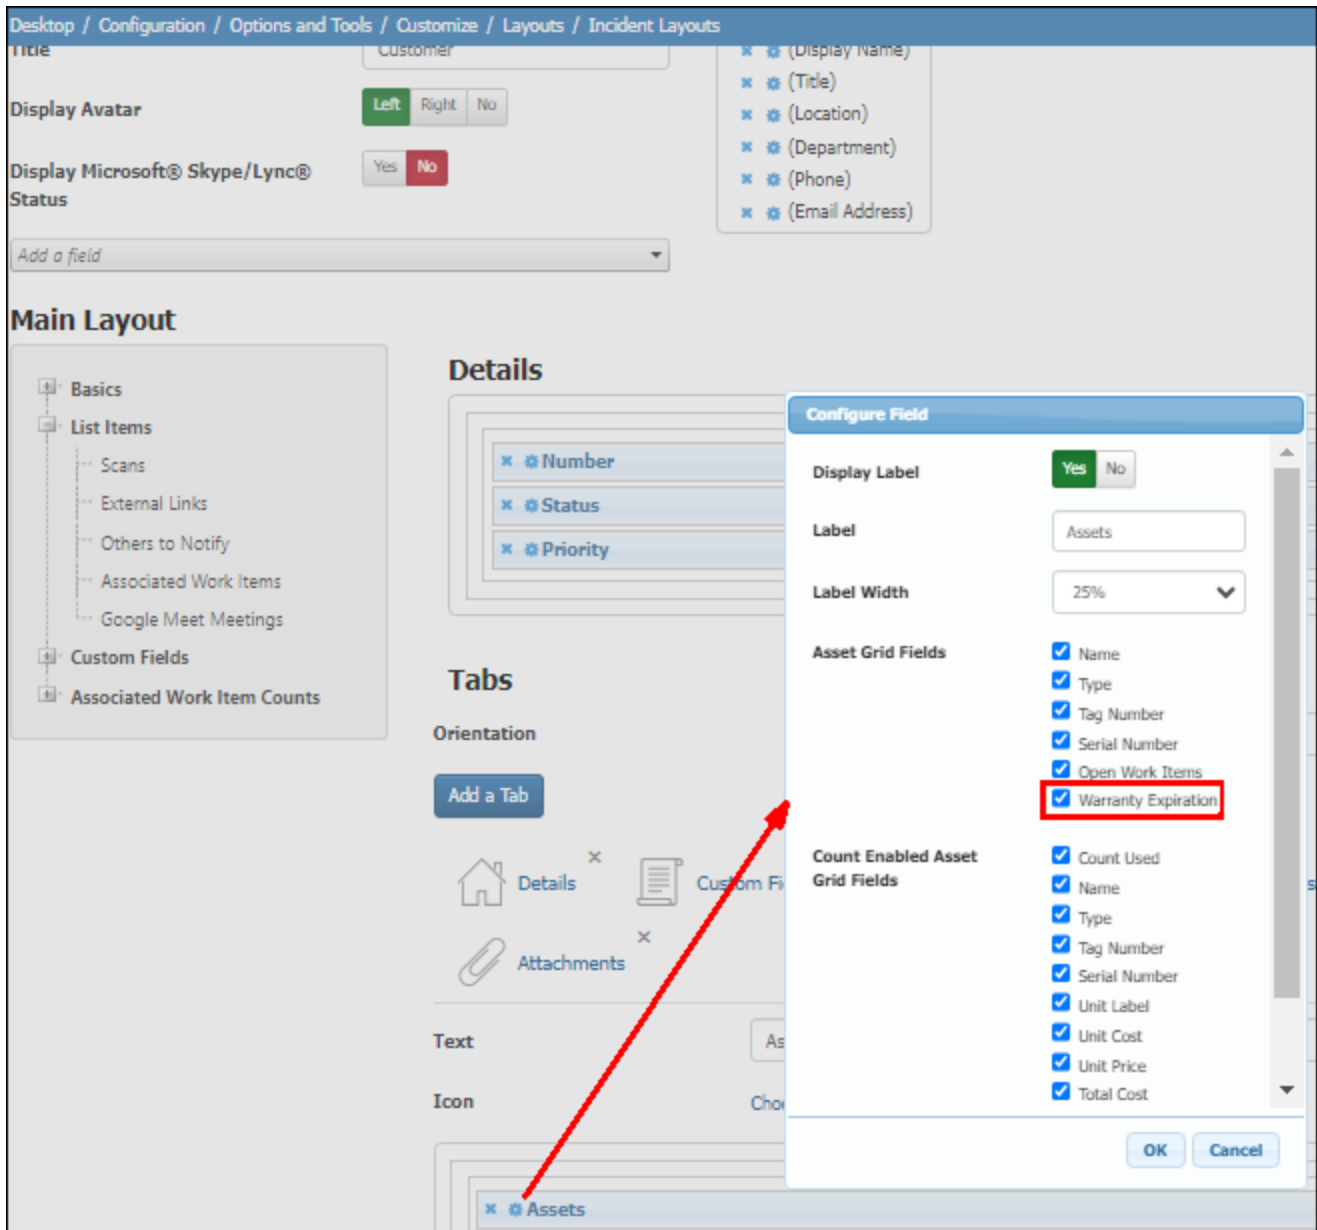 Desktop / Configuration / Options and Tools / Customize / Layouts / Incident Layouts
Title
Customer
Display Avatar
Left Right No
Display Microsoft® Skype/Lync®
Status
Yes No
Add a field
(Display Name)
(Title)
(Location)
(Department)
(Phone)
(Email Address)
Main Layout
Basics
List Items
Scans
External Links
Others to Notify
Associated Work Items
Google Meet Meetings
Custom Fields
Associated Work Item Counts
Details
Number
Status
Priority
Tabs
Orientation
Add a Tab
Details
Custom Fi
s
Attachments
Text
As
Icon
Choo
Assets
Configure Field
Display Label
Yes No
Label
Assets
Label Width
25%
Asset Grid Fields
Name
Type
Tag Number
Serial Number
Open Work Items
Warranty Expiration
Count Enabled Asset
Grid Fields
Count Used
Name
Type
Tag Number
Serial Number
Unit Label
Unit Cost
Unit Price
Total Cost
OK Cancel